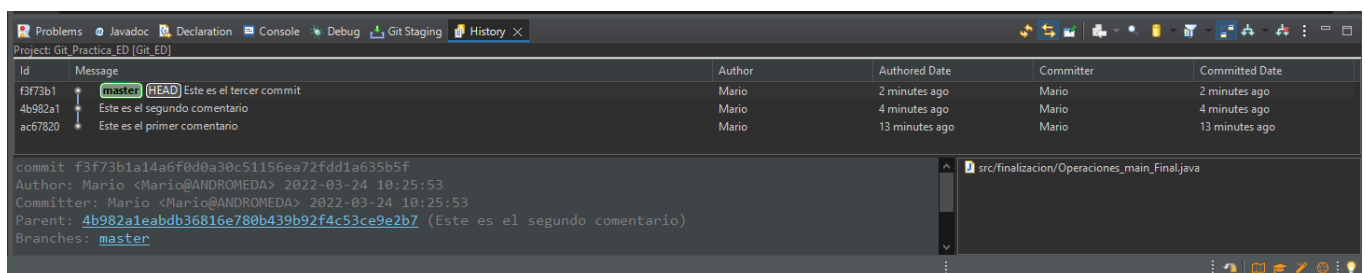 Problems Javadoc Declaration Console Debug Git Staging History
Project: Git_Practica_ED [Git_ED]
Id Message Author Authored Date Committer Committed Date
f3f73b1 master HEAD Este es el tercer commit Mario 2 minutes ago Mario 2 minutes ago
4b982a1 Este es el segundo comentario Mario 4 minutes ago Mario 4 minutes ago
ac67820 Este es el primer comentario Mario 13 minutes ago Mario 13 minutes ago
commit f3f73b1a14a6f0d0a30c51156ea72fdd1a635b5f
Author: Mario <Mario@ANDROMEDA> 2022-03-24 10:25:53
Committer: Mario <Mario@ANDROMEDA> 2022-03-24 10:25:53
Parent: 4b982a1eabdb36816e780b439b92f4c53ce9e2b7 (Este es el segundo comentario)
Branches: master
src/finalizacion/Operaciones_main_Final.java